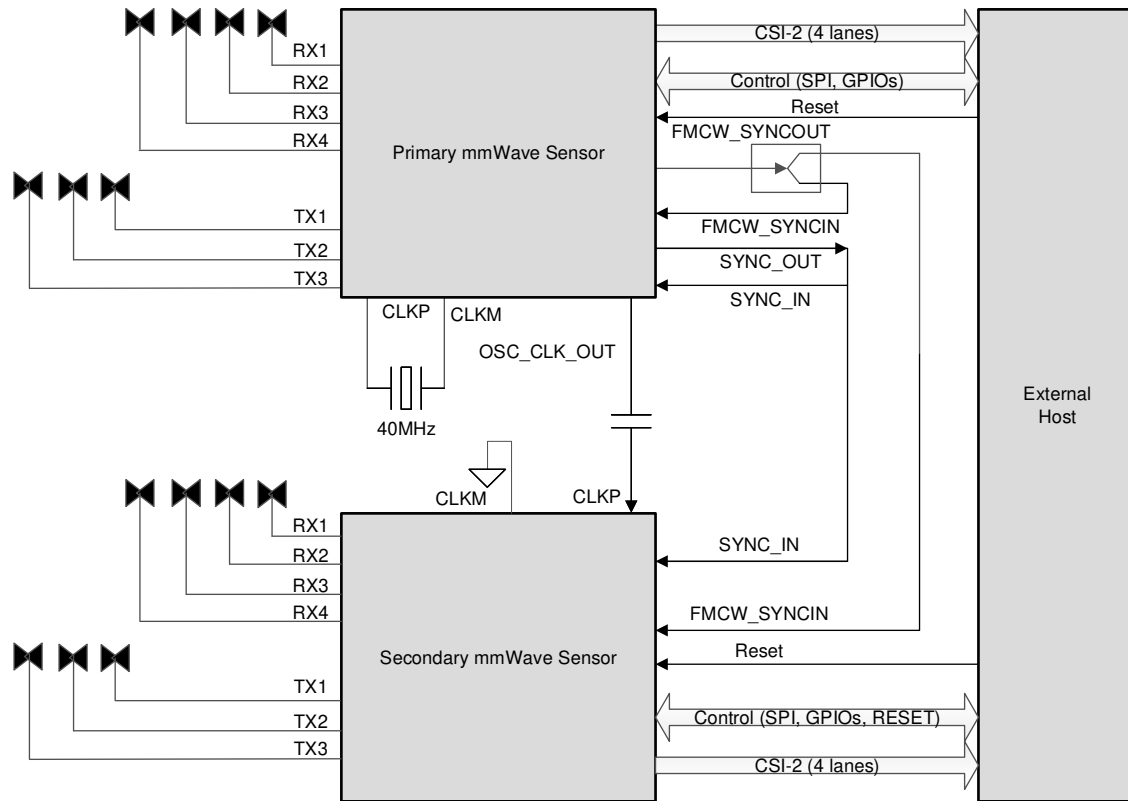 CSI-2 (4 lanes)
RX1
Control (SPI, GPIOs)
RX2
Reset
RX3
FMCW_SYNCOUT
RX4
Primary mmWave Sensor
TX1
FMCW_SYNCIN
TX2
SYNC_OUT
TX3
SYNC_IN
CLKP
CLKM
OSC_CLK_OUT
External
Host
40MHz
CLKM
CLKP
RX1
SYNC_IN
RX2
RX3
RX4
FMCW_SYNCIN
Reset
Secondary mmWave Sensor
TX1
Control (SPI, GPIOs, RESET)
TX2
TX3
CSI-2 (4 lanes)